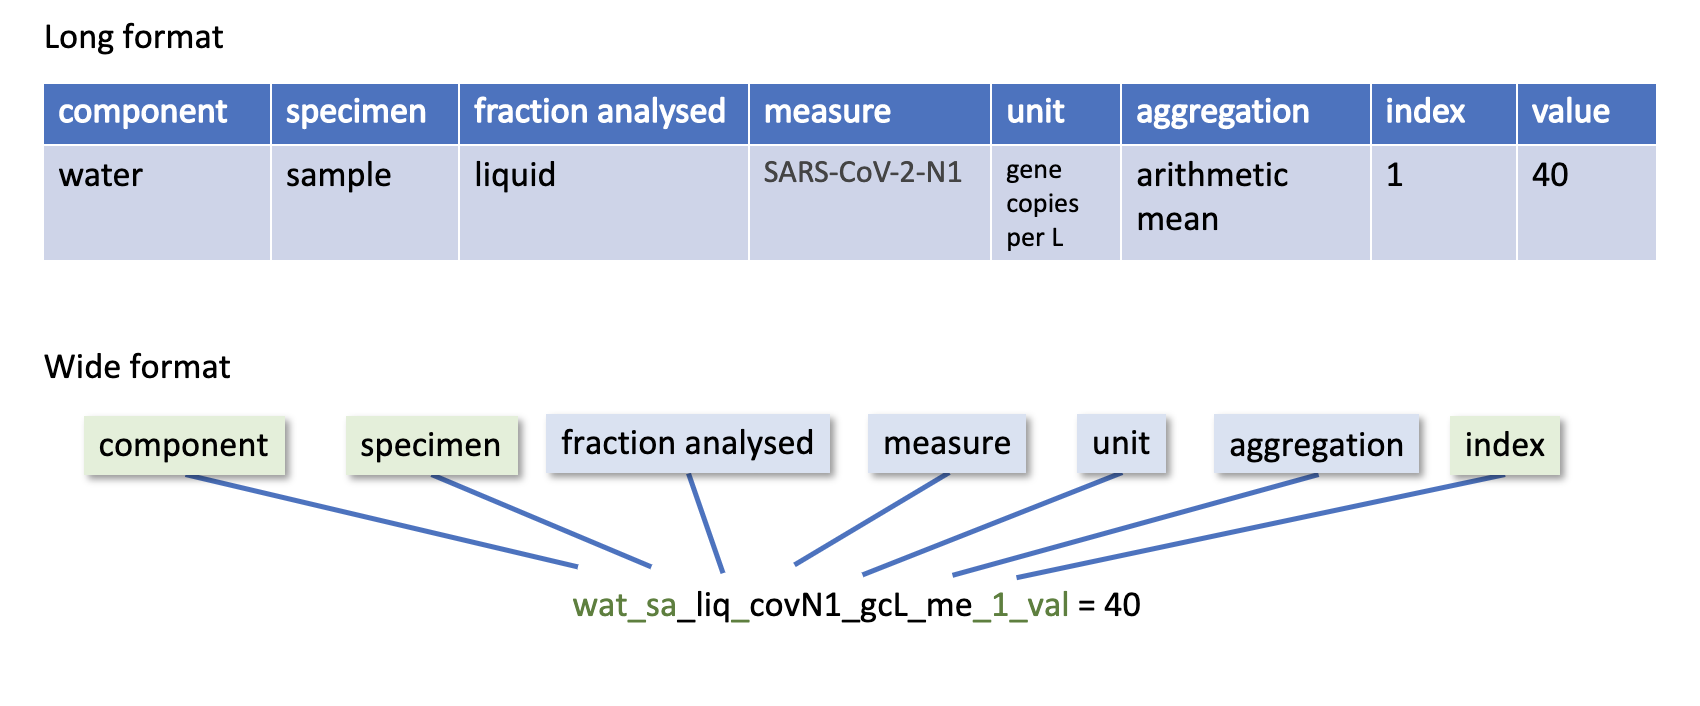 Long format
component specimen fraction analysed measure unit aggregation index value
water sample liquid SARS-CoV-2-N1 gene copies per L arithmetic mean 1 40
Wide format
component specimen fraction analysed measure unit aggregation index
wat_sa_liq_covN1_gcL_me_1_val = 40